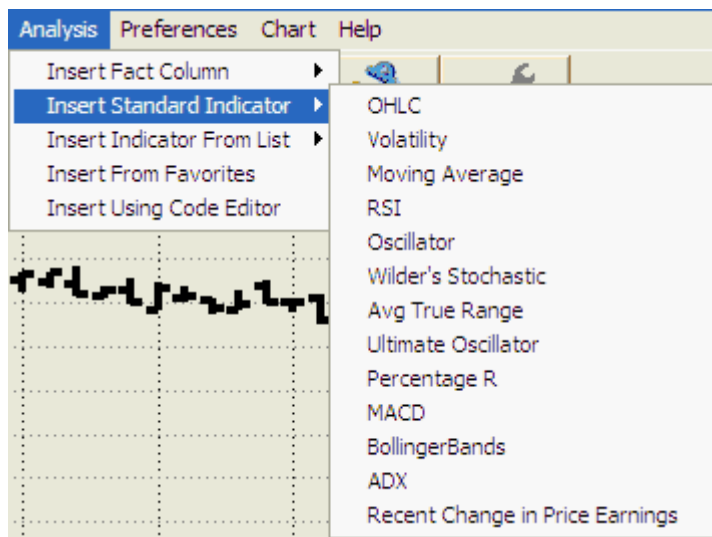 Analysis Preferences Chart Help
Insert Fact Column
Insert Standard Indicator
Insert Indicator From List
Insert From Favorites
Insert Using Code Editor
OHLC
Volatility
Moving Average
RSI
Oscillator
Wilder's Stochastic
Avg True Range
Ultimate Oscillator
Percentage R
MACD
BollingerBands
ADX
Recent Change in Price Earnings